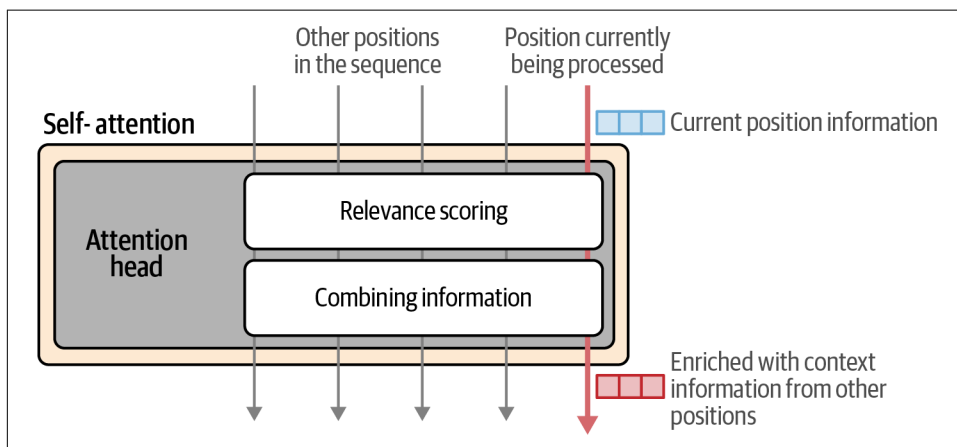 Other positions
in the sequence
Position currently
being processed
Self- attention
Current position information
Relevance scoring
Attention
head
Combining information
Enriched with context
information from other
positions